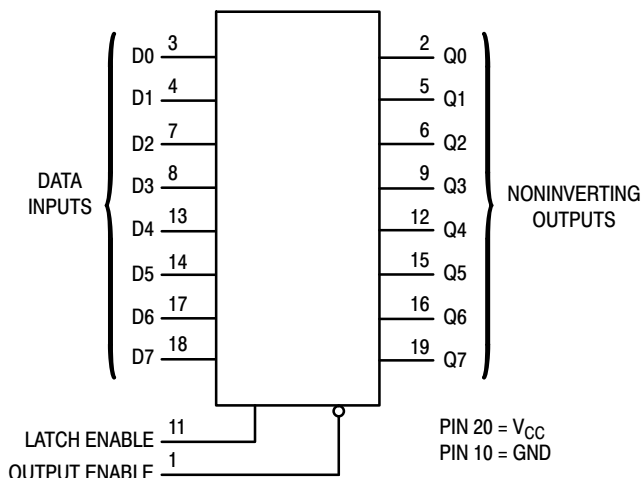 D0 3 2 Q0
D1 4 5 Q1
D2 7 6 Q2
D3 8 9 Q3
DATA
INPUTS
NONINVERTING
OUTPUTS
D4 13 12 Q4
D5 14 15 Q5
D6 17 16 Q6
D7 18 19 Q7
LATCH ENABLE 11
OUTPUT ENABLE 1
PIN 20 = VCC
PIN 10 = GND